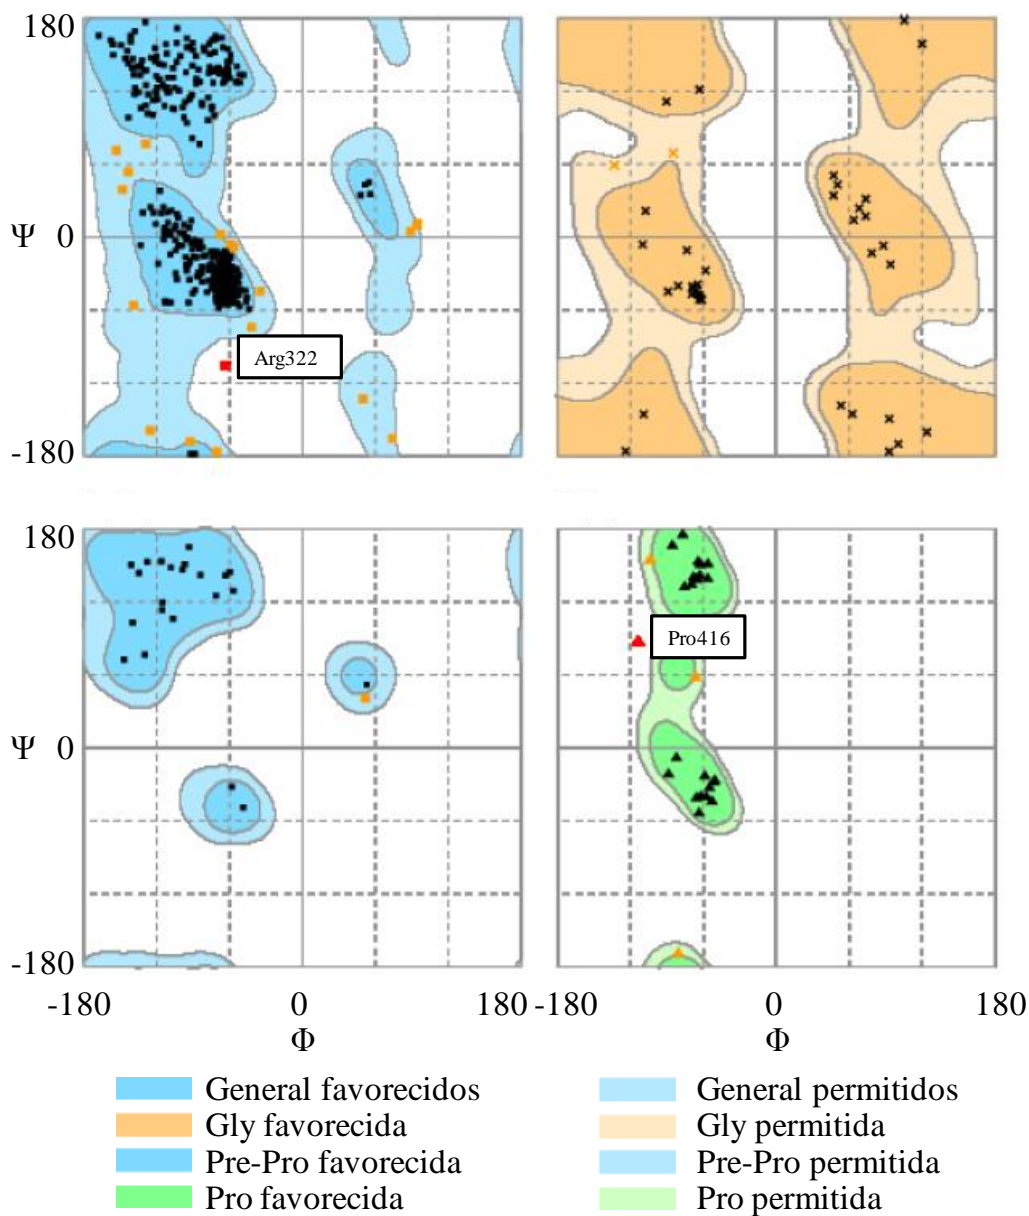 180
Arg322
Ψ 0
-180
180
Pro416
Ψ 0
-180
-180 0 180 -180 0 180
Φ Φ
General favorecidos General permitidos
Gly favorecida Gly permitida
Pre-Pro favorecida Pre-Pro permitida
Pro favorecida Pro permitida